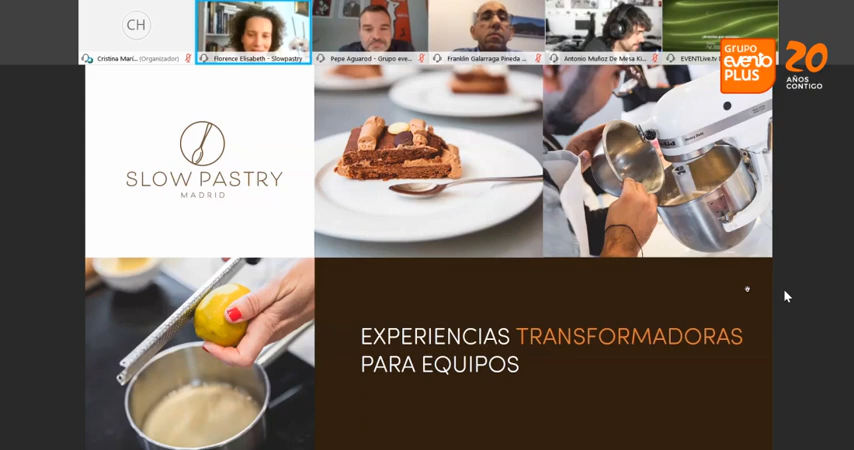 CH
Cristina Marí... (Organizador)
Florence Elisabeth - Slowpastry
Pepe Aguarod - Grupo eve...
Franklin Galarraga Pineda ...
Antonio Muñoz De Mesa Ki...
EVENTLive.tv
GRUPO
evento
PLUS
20
AÑOS
CONTIGO
SLOW PASTRY
MADRID
EXPERIENCIAS TRANSFORMADORAS
PARA EQUIPOS